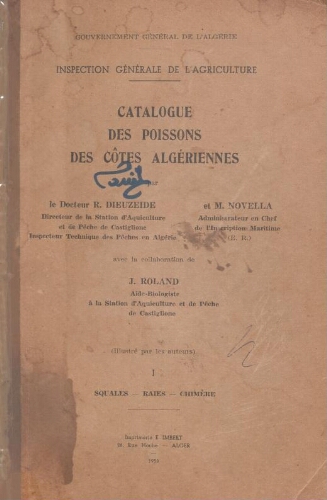 GOUVERNEMENT GÉNÉRAL DE L'ALGÉRIE
INSPECTION GÉNÉRALE DE L'AGRICULTURE
CATALOGUE
DES POISSONS
DES CÔTES ALGÉRIENNES
par
le Docteur R. DIEUZEIDE
Directeur de la Station d'Aquiculture
et de Pêche de Castiglione
Inspecteur Technique des Pêches en Algérie
et M. NOVELLA
Administrateur en Chef
de l'Inscription Maritime
(E. R.)
avec la collaboration de
J. ROLAND
Aide-Biologiste
à la Station d'Aquiculture et de Pêche
de Castiglione
(Illustré par les auteurs)
I
SQUALES — RAIES — CHIMÈRE
Imprimerie IMBERT
ALGER